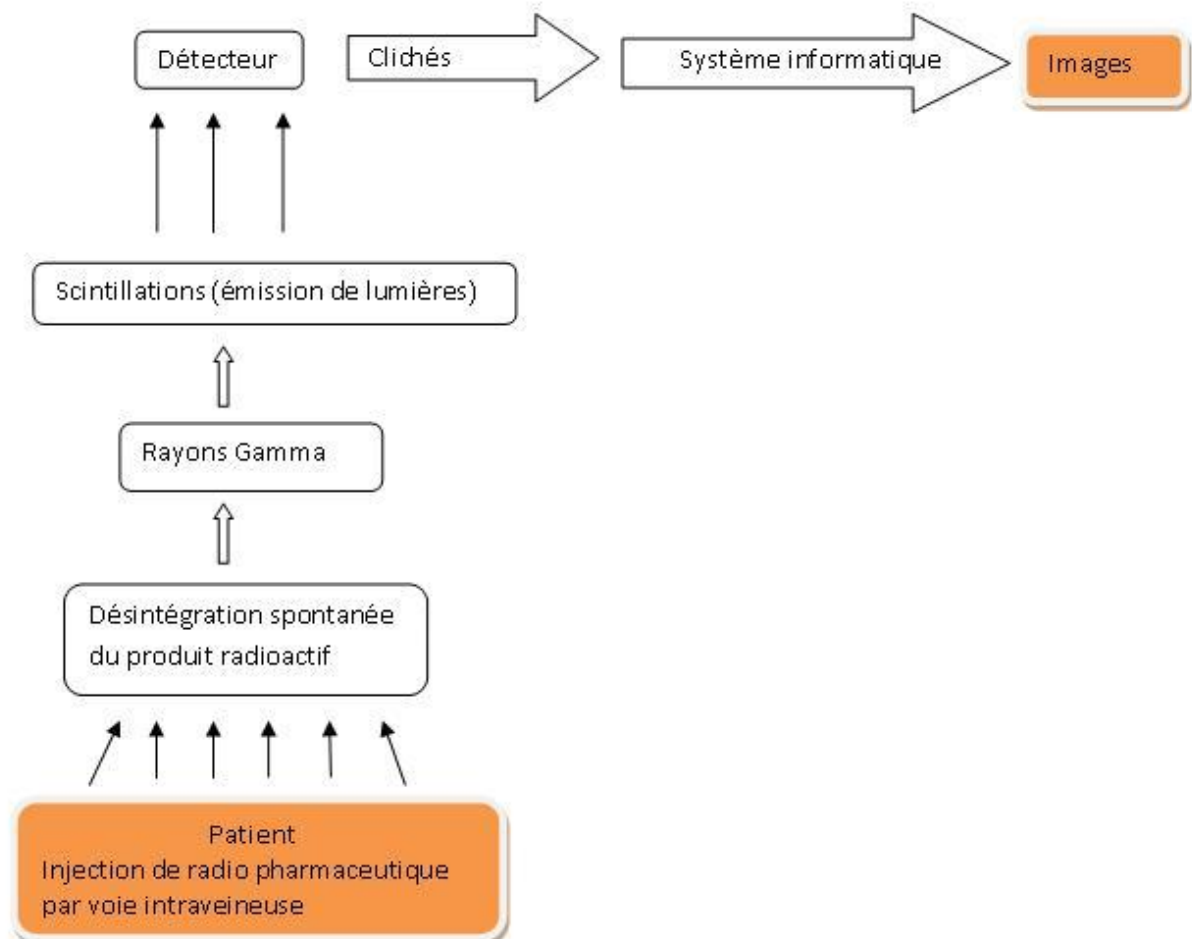 Détecteur
Clichés
Système informatique
Images
Scintillations (émission de lumières)
Rayons Gamma
Désintégration spontanée
du produit radioactif
Patient
Injection de radio pharmaceutique
par voie intraveineuse